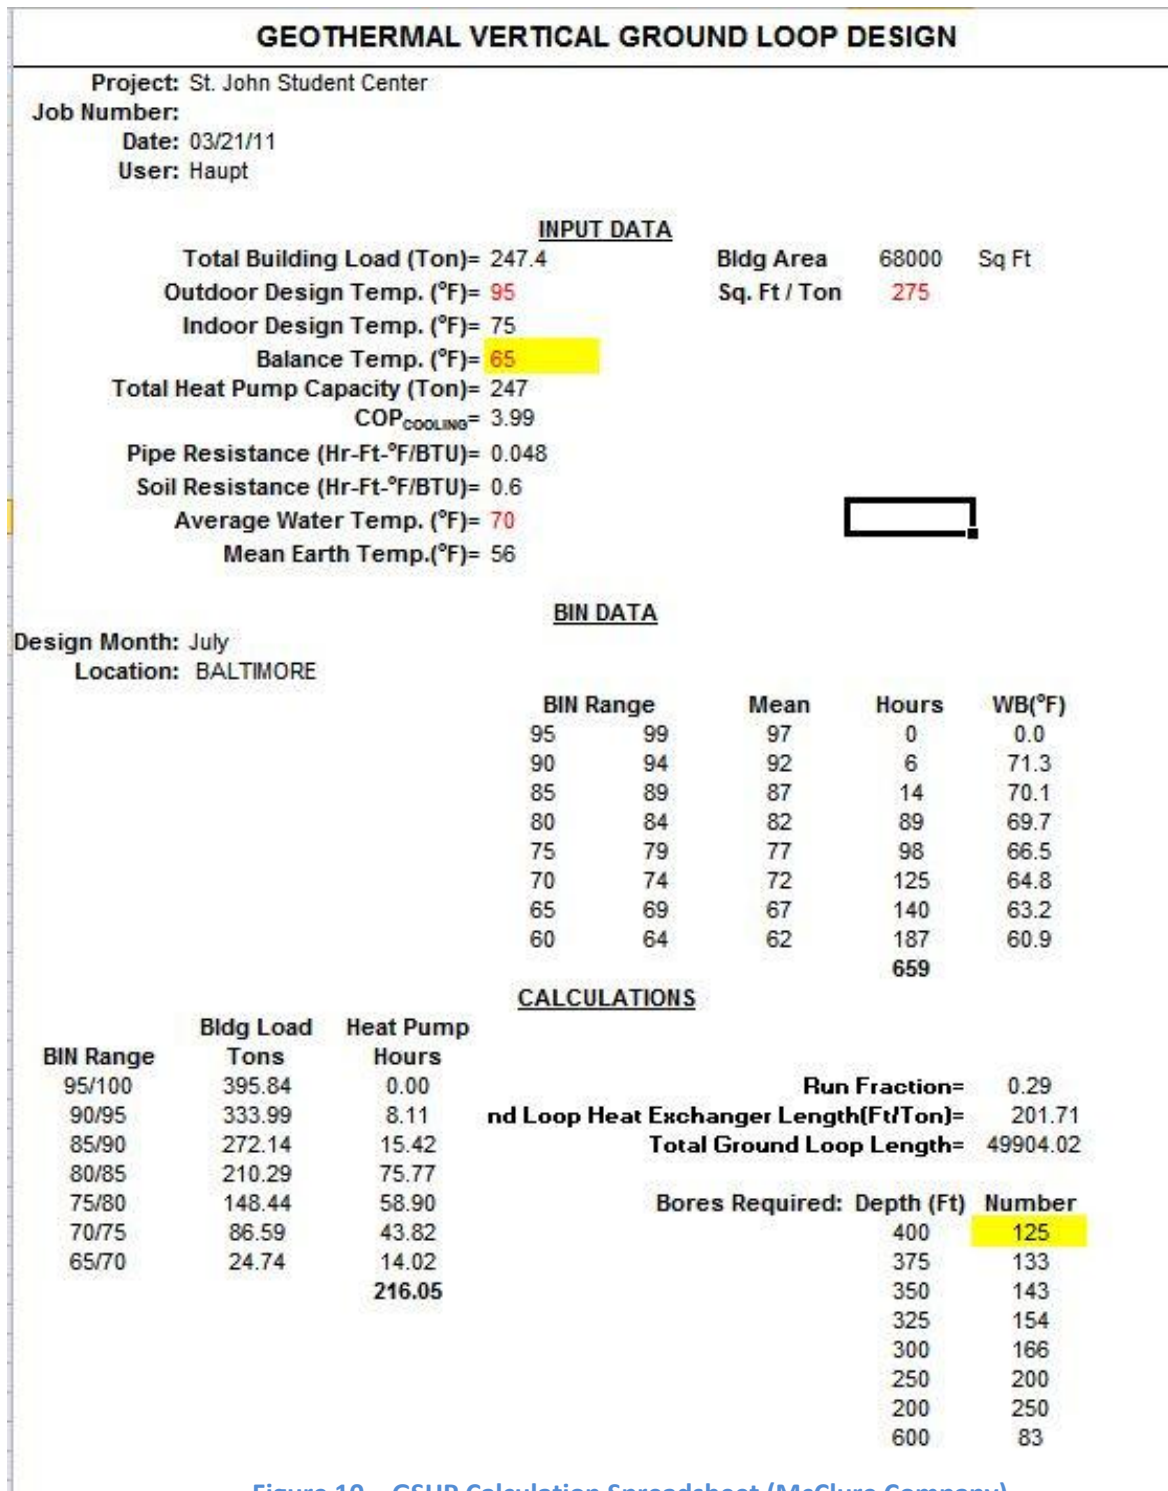 GEOTHERMAL VERTICAL GROUND LOOP DESIGN
Project: St. John Student Center
Job Number:
Date: 03/21/11
User: Haupt
INPUT DATA
Total Building Load (Ton)= 247.4 Bldg Area 68000 Sq Ft
Outdoor Design Temp. (°F)= 95 Sq. Ft / Ton 275
Indoor Design Temp. (°F)= 75
Balance Temp. (°F)= 65
Total Heat Pump Capacity (Ton)= 247
COPCOOLING= 3.99
Pipe Resistance (Hr-Ft-°F/BTU)= 0.048
Soil Resistance (Hr-Ft-°F/BTU)= 0.6
Average Water Temp. (°F)= 70
Mean Earth Temp.(°F)= 56
BIN DATA
Design Month: July
Location: BALTIMORE
BIN Range Mean Hours WB(°F)
95 99 97 0 0.0
90 94 92 6 71.3
85 89 87 14 70.1
80 84 82 89 69.7
75 79 77 98 66.5
70 74 72 125 64.8
65 69 67 140 63.2
60 64 62 187 60.9
659
CALCULATIONS
Bldg Load Heat Pump
BIN Range Tons Hours
95/100 395.84 0.00 Run Fraction= 0.29
90/95 333.99 8.11 nd Loop Heat Exchanger Length(Ft/Ton)= 201.71
85/90 272.14 15.42 Total Ground Loop Length= 49904.02
80/85 210.29 75.77
75/80 148.44 58.90 Bores Required: Depth (Ft) Number
70/75 86.59 43.82 400 125
65/70 24.74 14.02 375 133
216.05 350 143
325 154
300 166
250 200
200 250
600 83
Figure 10 - GSHP Calculation Spreadsheet (McClure Company)